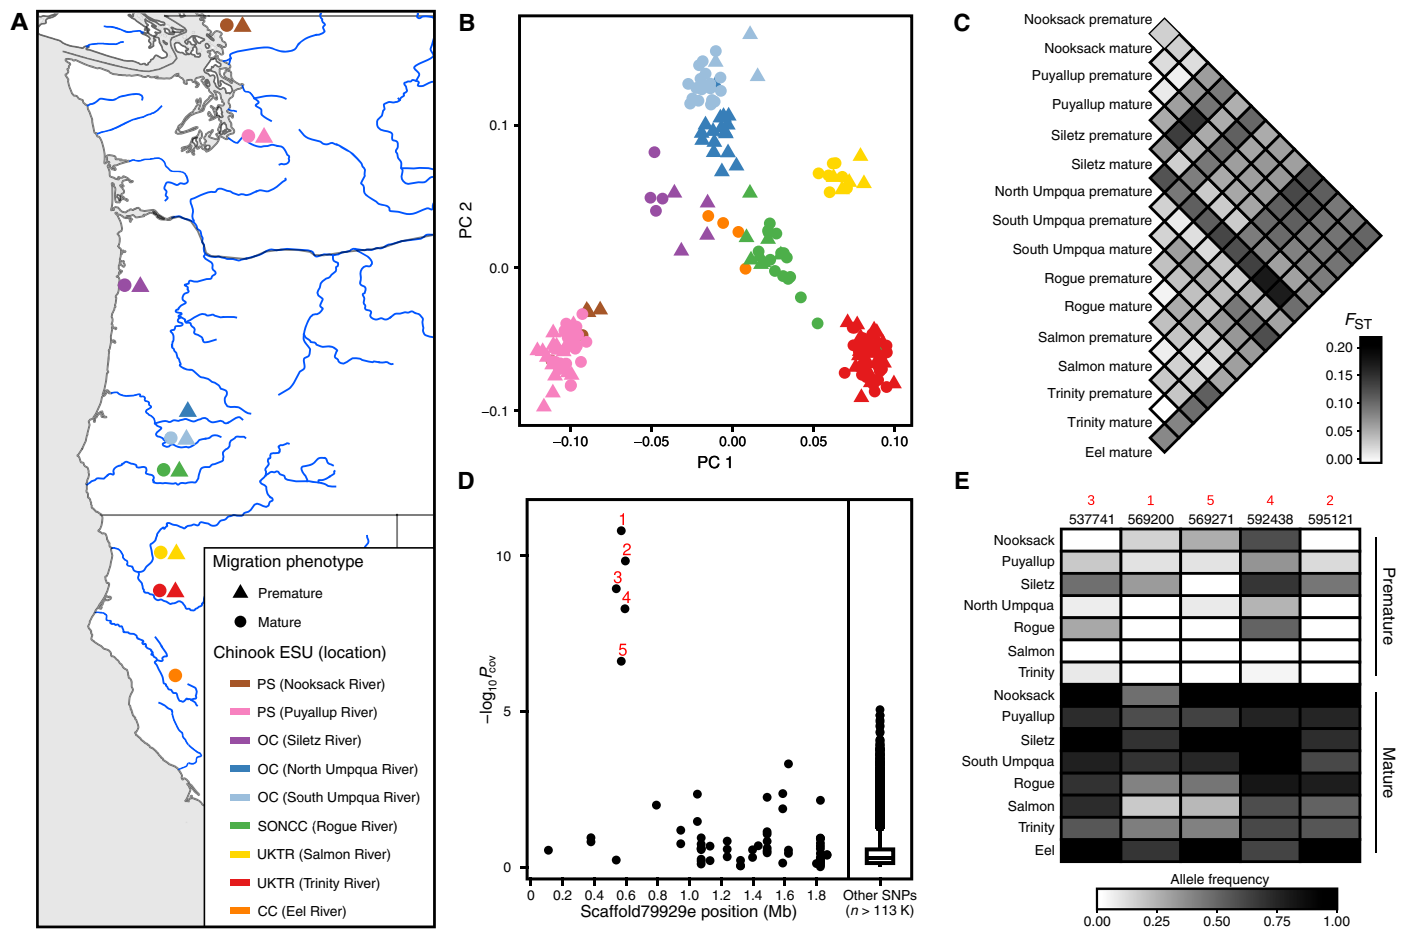 A
Migration phenotype
Premature
Mature
Chinook ESU (location)
PS (Nooksack River)
PS (Puyallup River)
OC (Siletz River)
OC (North Umpqua River)
OC (South Umpqua River)
SONCC (Rogue River)
UKTR (Salmon River)
UKTR (Trinity River)
CC (Eel River)
B
PC 2
0.1
0.0
−0.1
−0.10 −0.05 0.00 0.05 0.10
PC 1
C
Nooksack premature
Nooksack mature
Puyallup premature
Puyallup mature
Siletz premature
Siletz mature
North Umpqua premature
South Umpqua premature
South Umpqua mature
Rogue premature
Rogue mature
Salmon premature
Salmon mature
Trinity premature
Trinity mature
Eel mature
FST
0.20
0.15
0.10
0.05
0.00
D
−log10Pcov
10
5
0
1
2
3
4
5
0 0.2 0.4 0.6 0.8 1.0 1.2 1.4 1.6 1.8
Scaffold79929e position (Mb)
Other SNPs
(n > 113 K)
E
3 1 5 4 2
537741 569200 569271 592438 595121
Nooksack
Puyallup
Siletz
North Umpqua
Rogue
Salmon
Trinity
Premature
Nooksack
Puyallup
Siletz
South Umpqua
Rogue
Salmon
Trinity
Eel
Mature
Allele frequency
0.00 0.25 0.50 0.75 1.00